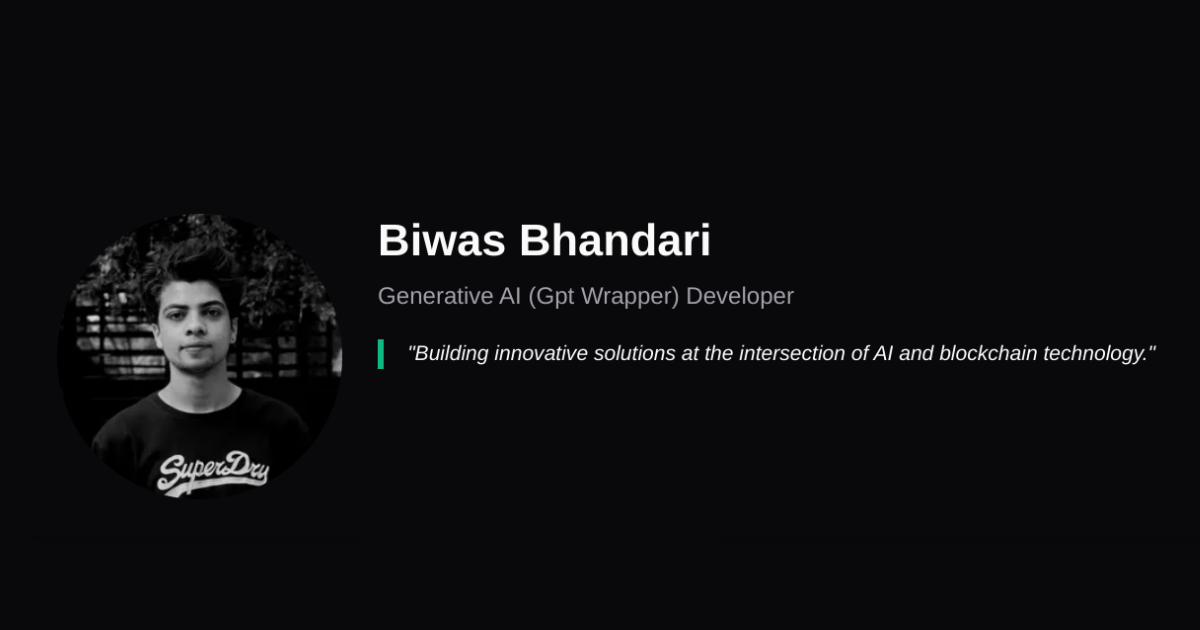 Biwas Bhandari
Generative AI (Gpt Wrapper) Developer
"Building innovative solutions at the intersection of AI and blockchain technology."
SuperDry